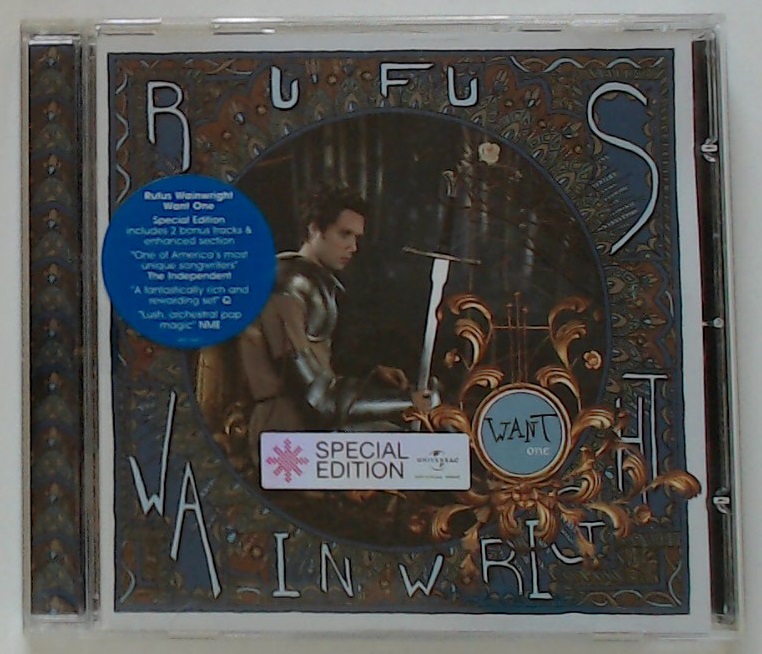 RUFUS
Rufus Wainwright
Want One
Special Edition
includes 2 bonus tracks &
enhanced section
"One of America's most
unique songwriters"
The Independent
"A fantastically rich and
rewarding set" Q
"Lush, orchestral pop
magic" NME
WANT
one
SPECIAL
EDITION
UNIVERSAL
WAINWRIGHT